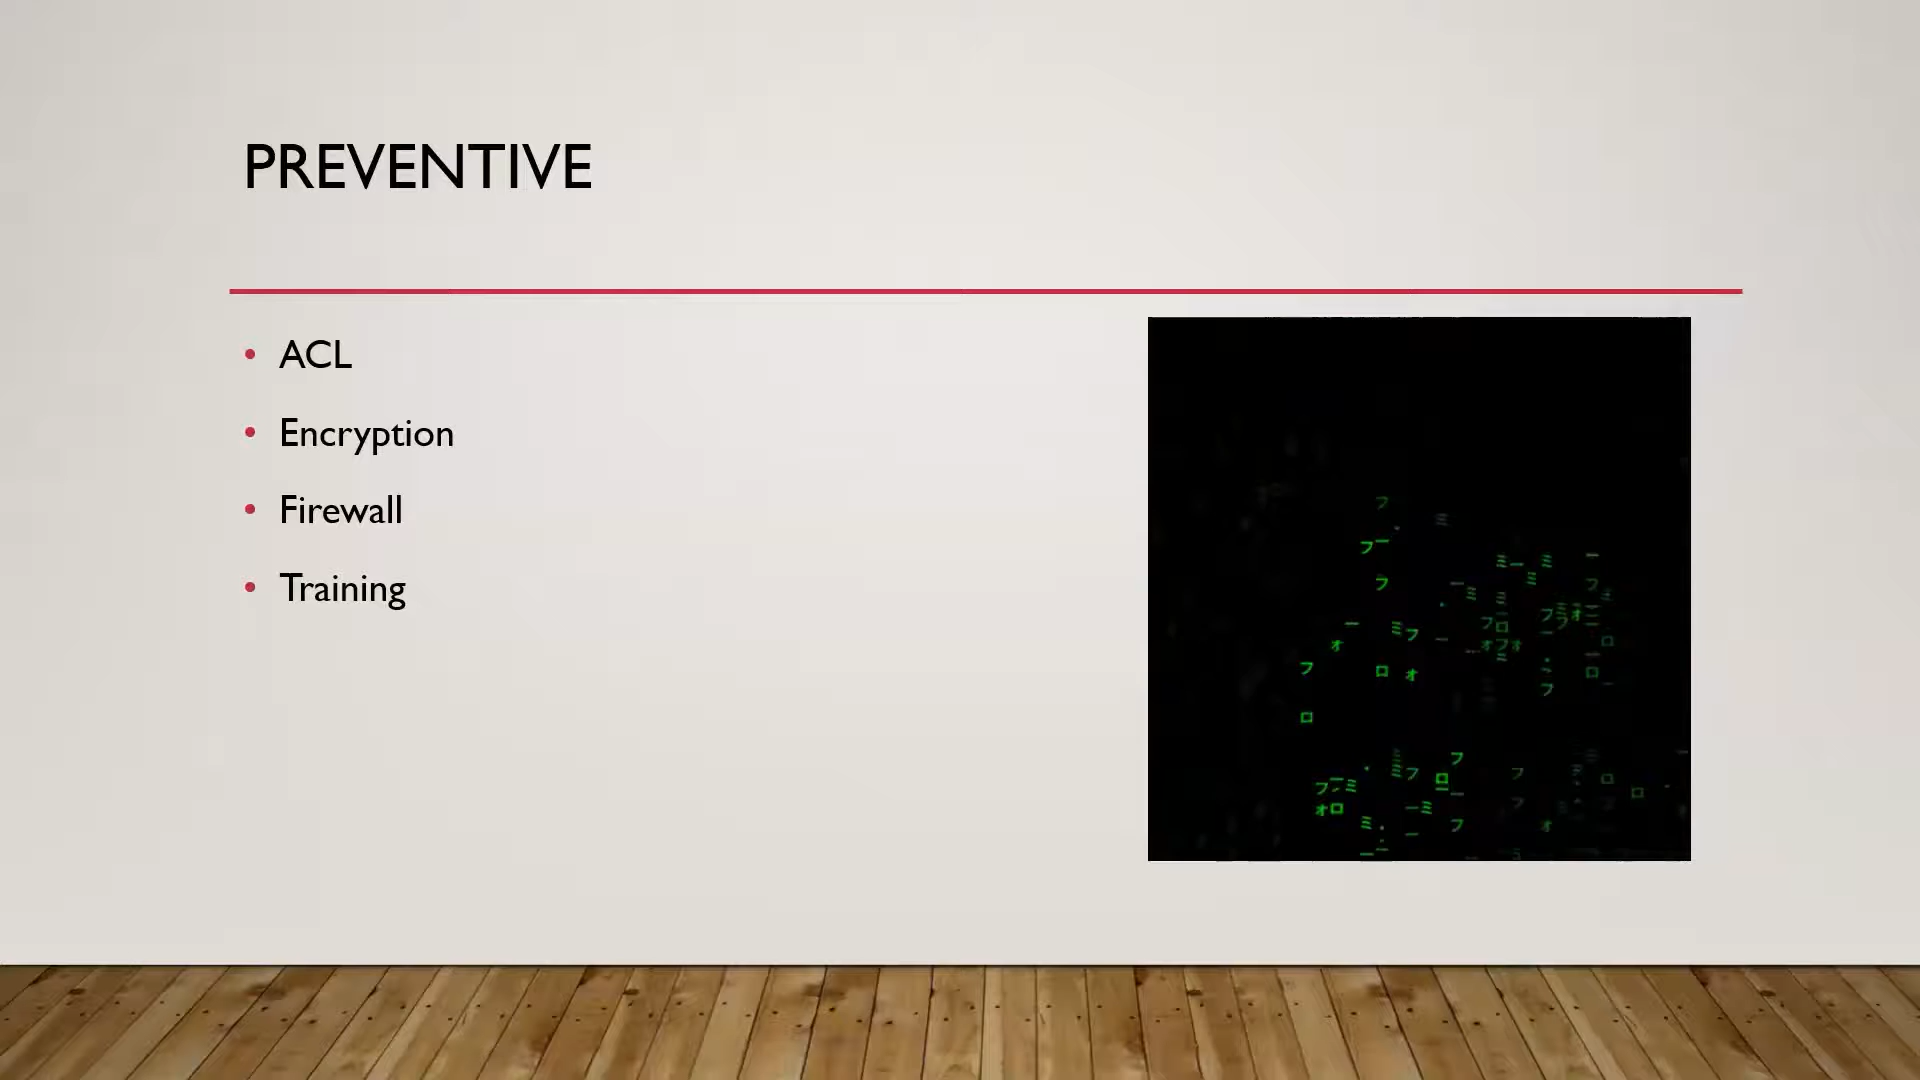 PREVENTIVE
ACL
Encryption
Firewall
Training